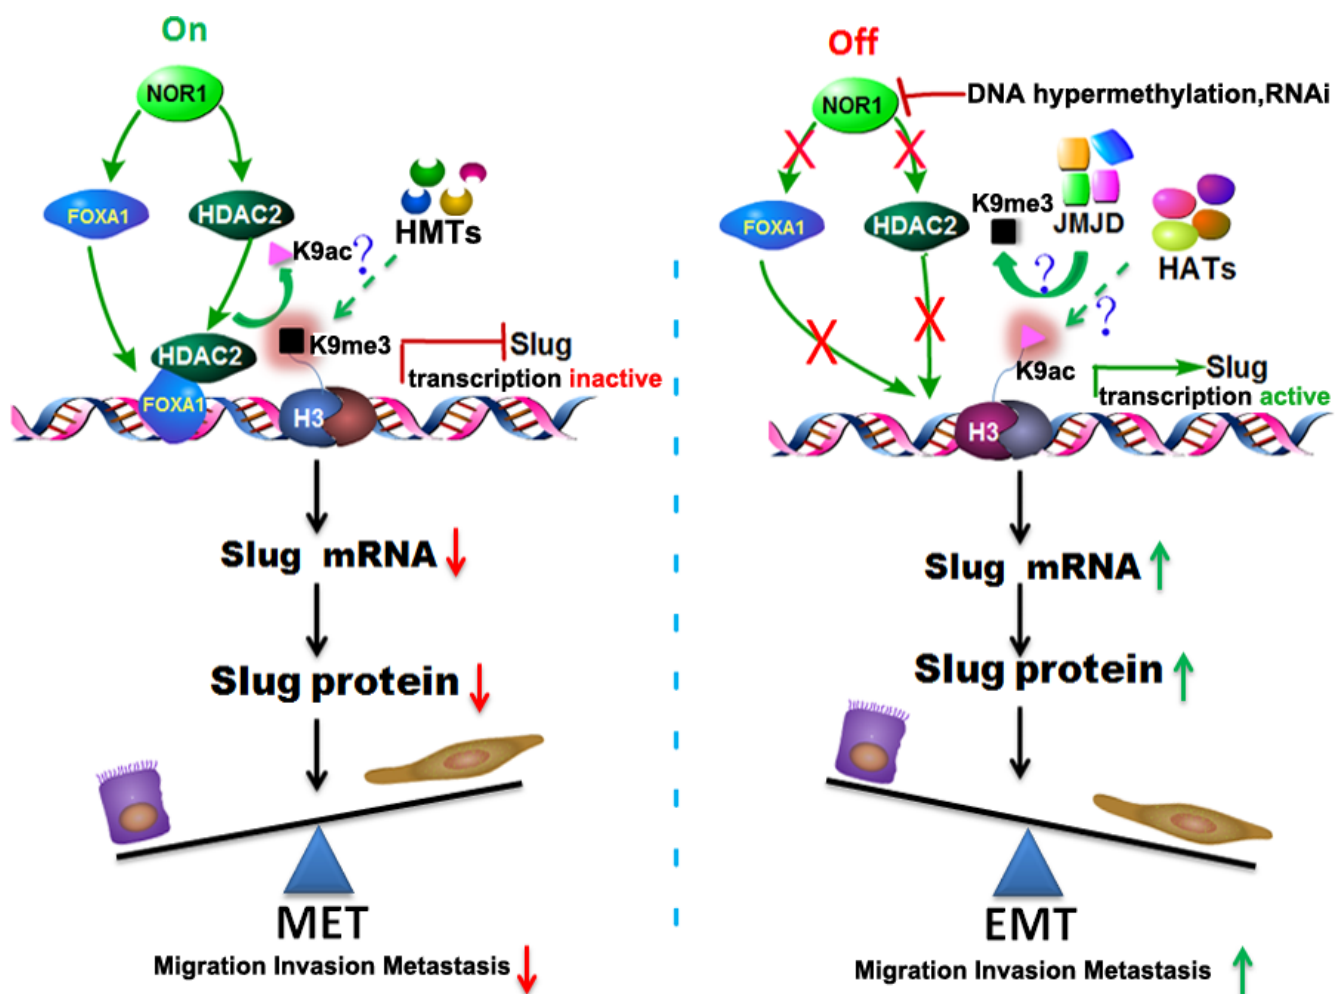 On
NOR1
FOXA1
HDAC2
K9ac
?
HMTs
HDAC2
FOXA1
K9me3
H3
Slug
transcription inactive
Slug mRNA
Slug protein
MET
Migration Invasion Metastasis
Off
NOR1
DNA hypermethylation,RNAi
X
X
FOXA1
HDAC2
K9me3
JMJD
HATs
?
?
X
X
K9ac
H3
Slug
transcription active
Slug mRNA
Slug protein
EMT
Migration Invasion Metastasis